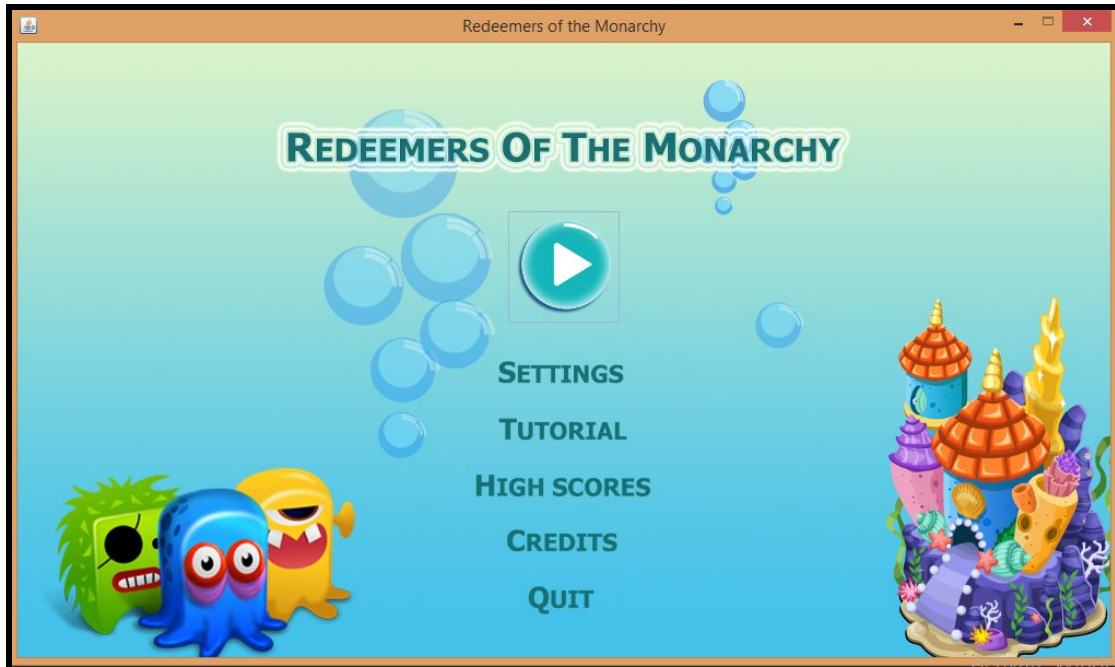 Redeemers of the Monarchy
REDEEMERS OF THE MONARCHY
SETTINGS
TUTORIAL
HIGH SCORES
CREDITS
QUIT